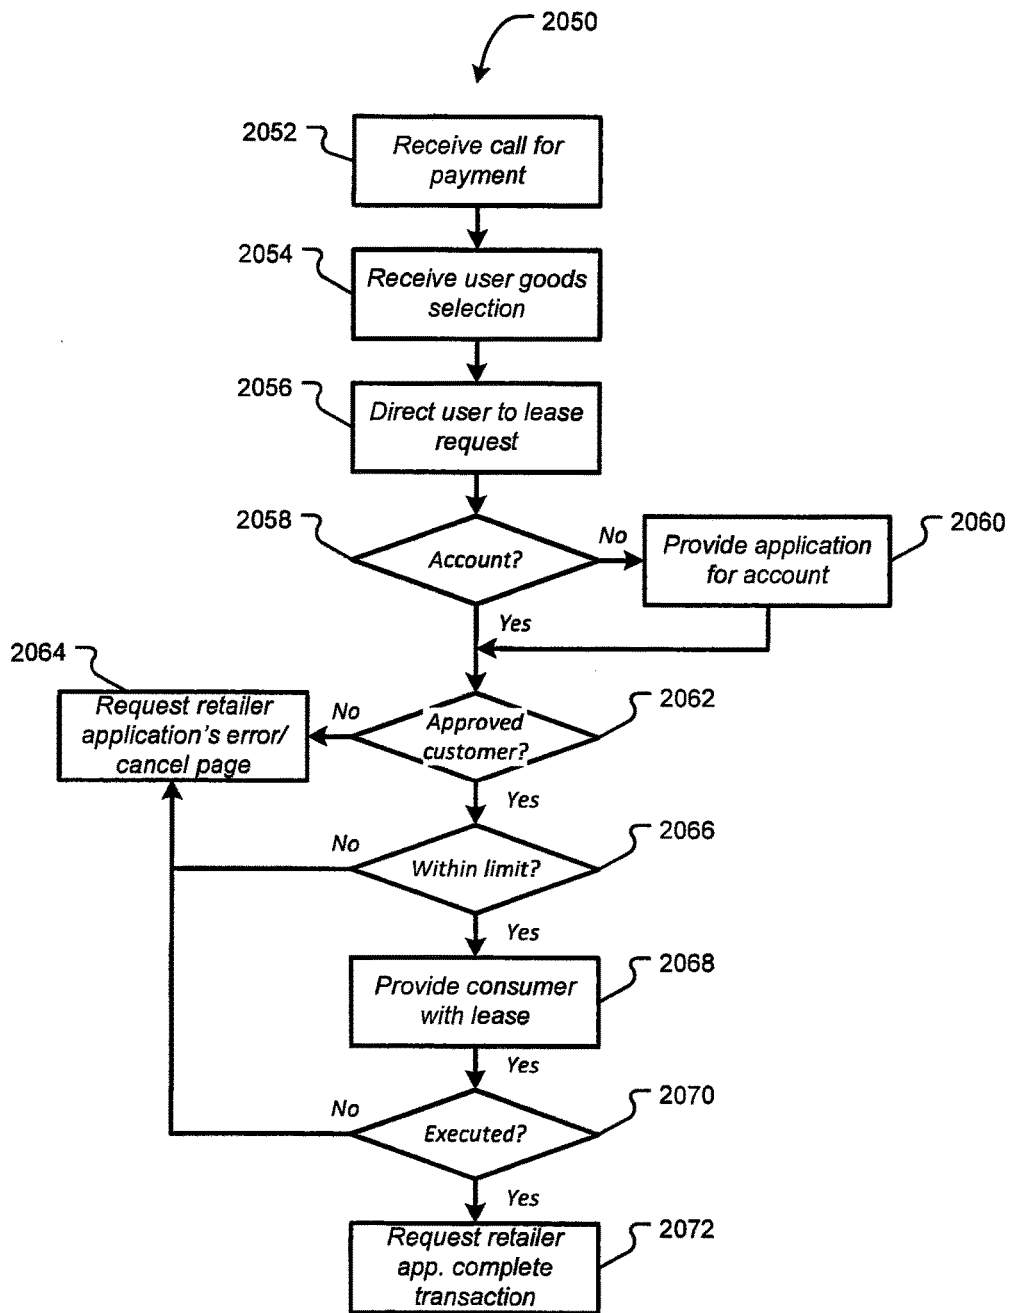 2050
2052
Receive call for
payment
2054
Receive user goods
selection
2056
Direct user to lease
request
2058
Account?
No
Provide application
for account
2060
Yes
2064
Request retailer
application's error/
cancel page
No
Approved
customer?
2062
Yes
No
Within limit?
2066
Yes
Provide consumer
with lease
2068
Yes
No
Executed?
2070
Yes
Request retailer
app. complete
transaction
2072